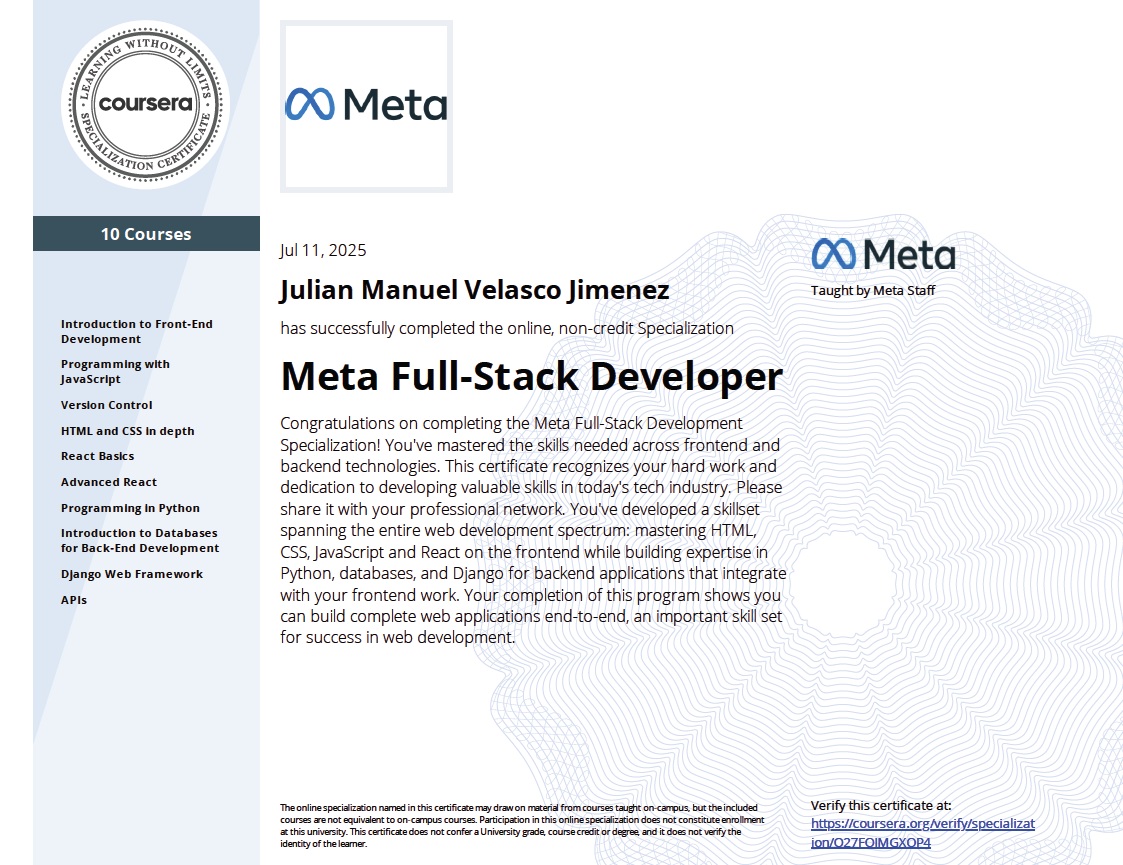 LEARNING WITHOUT LIMITS
coursera
SPECIALIZATION CERTIFICATE
Meta
10 Courses
Introduction to Front-End
Development
Programming with
JavaScript
Version Control
HTML and CSS in depth
React Basics
Advanced React
Programming in Python
Introduction to Databases
for Back-End Development
Django Web Framework
APIs
Jul 11, 2025
Julian Manuel Velasco Jimenez
has successfully completed the online, non-credit Specialization
Meta Full-Stack Developer
Congratulations on completing the Meta Full-Stack Development
Specialization! You've mastered the skills needed across frontend and
backend technologies. This certificate recognizes your hard work and
dedication to developing valuable skills in today's tech industry. Please
share it with your professional network. You've developed a skillset
spanning the entire web development spectrum: mastering HTML,
CSS, JavaScript and React on the frontend while building expertise in
Python, databases, and Django for backend applications that integrate
with your frontend work. Your completion of this program shows you
can build complete web applications end-to-end, an important skill set
for success in web development.
Meta
Taught by Meta Staff
The online specialization named in this certificate may draw on material from courses taught on-campus, but the included
courses are not equivalent to on-campus courses. Participation in this online specialization does not constitute enrollment
at this university. This certificate does not confer a University grade, course credit or degree, and it does not verify the
identity of the learner.
Verify this certificate at:
https://coursera.org/verify/specializat
ion/O27FOIMGXOP4